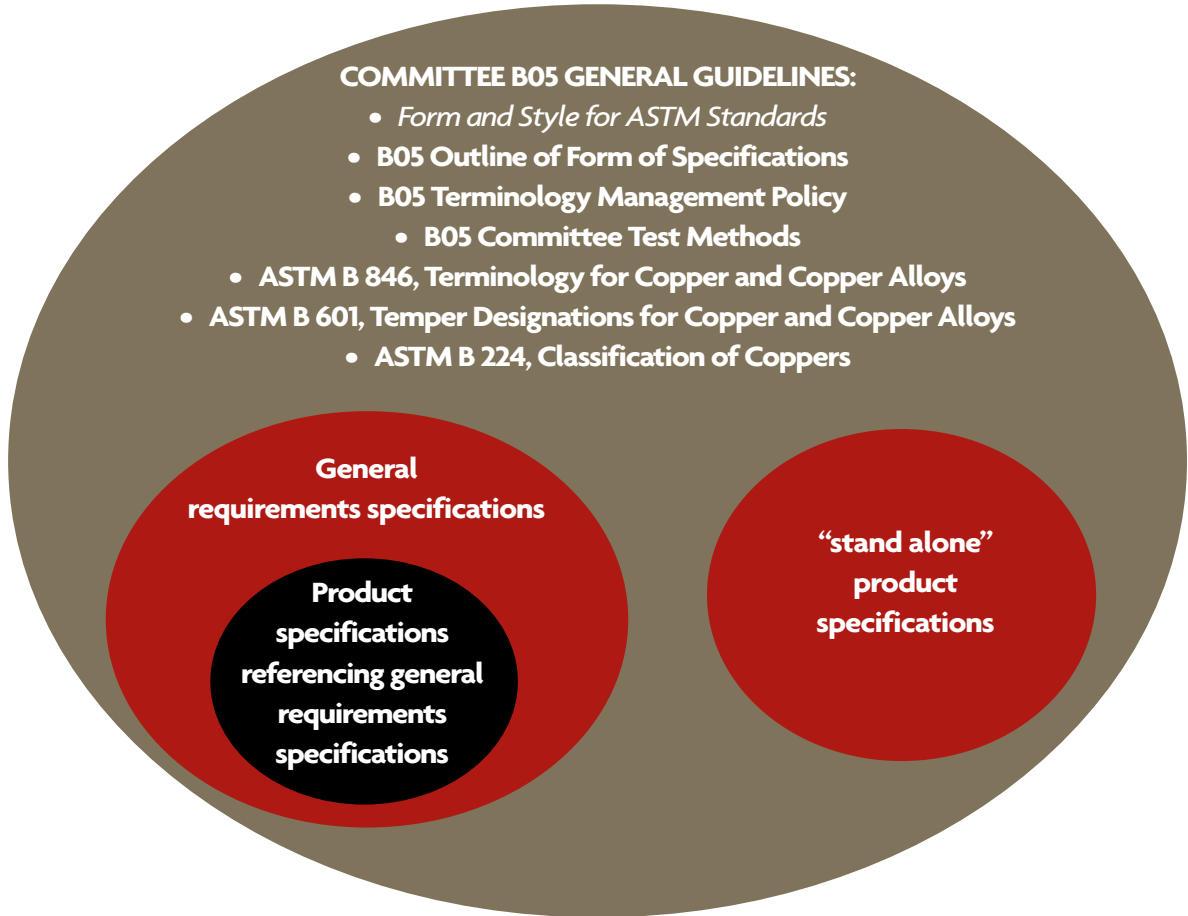 COMMITTEE B05 GENERAL GUIDELINES:
• Form and Style for ASTM Standards
• B05 Outline of Form of Specifications
• B05 Terminology Management Policy
• B05 Committee Test Methods
• ASTM B 846, Terminology for Copper and Copper Alloys
• ASTM B 601, Temper Designations for Copper and Copper Alloys
• ASTM B 224, Classification of Coppers
General
requirements specifications
Product
specifications
referencing general
requirements
specifications
“stand alone”
product
specifications